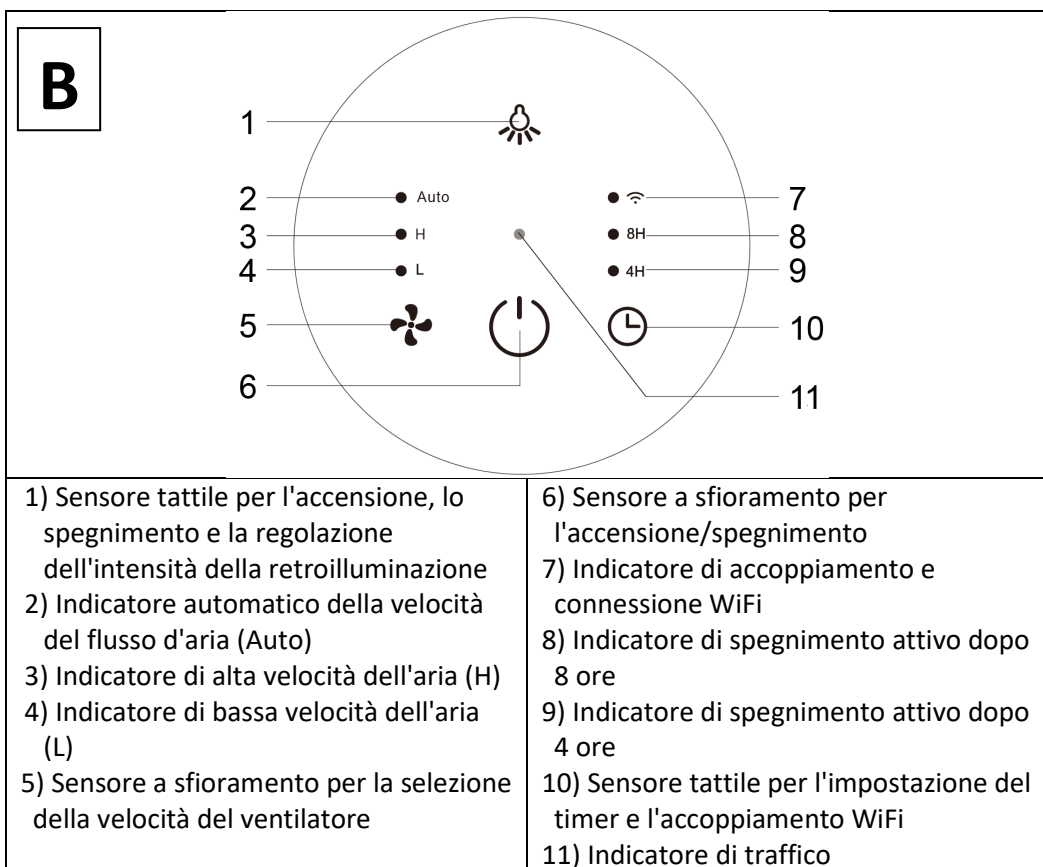 B
1
2
Auto
7
3
H
8H
8
4
L
4H
9
5
10
6
11
1) Sensore tattile per l'accensione, lo
spegnimento e la regolazione
dell'intensità della retroilluminazione
2) Indicatore automatico della velocità
del flusso d'aria (Auto)
3) Indicatore di alta velocità dell'aria (H)
4) Indicatore di bassa velocità dell'aria
(L)
5) Sensore a sfioramento per la selezione
della velocità del ventilatore
6) Sensore a sfioramento per
l'accensione/spegnimento
7) Indicatore di accoppiamento e
connessione WiFi
8) Indicatore di spegnimento attivo dopo
8 ore
9) Indicatore di spegnimento attivo dopo
4 ore
10) Sensore tattile per l'impostazione del
timer e l'accoppiamento WiFi
11) Indicatore di traffico